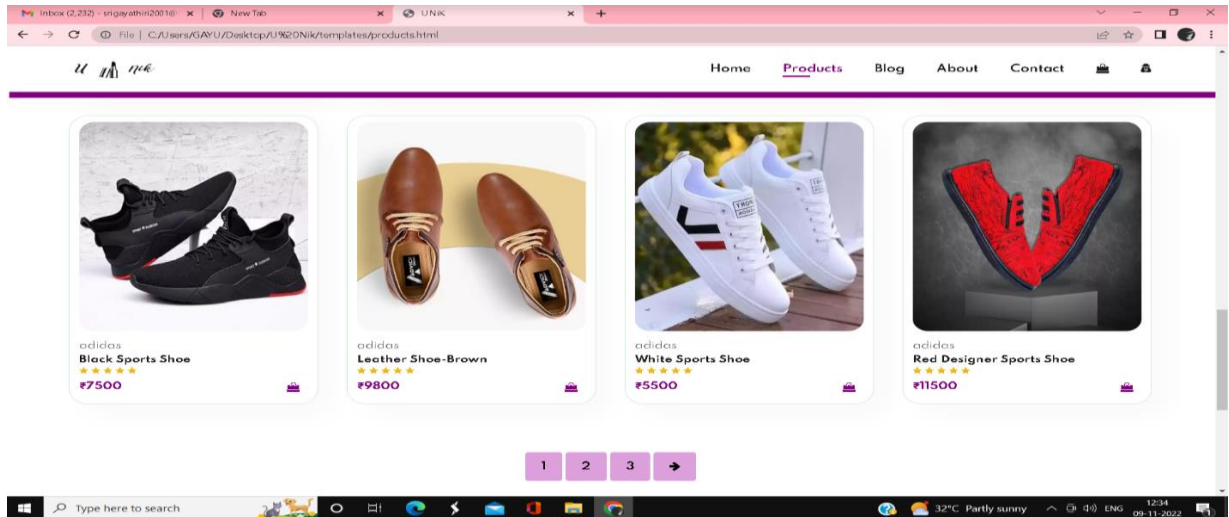 Inbox (2,232) - srigayathiri2001@
New Tab
UNiK
File | C:/Users/GAYU/Desktop/U%20Nik/templates/products.html
U nik
Home Products Blog About Contact
adidas
Black Sports Shoe
₹7500
adidas
Leather Shoe-Brown
₹9800
adidas
White Sports Shoe
₹5500
adidas
Red Designer Sports Shoe
₹11500
1 2 3
Type here to search
32°C Partly sunny
ENG
12:34
09-11-2022